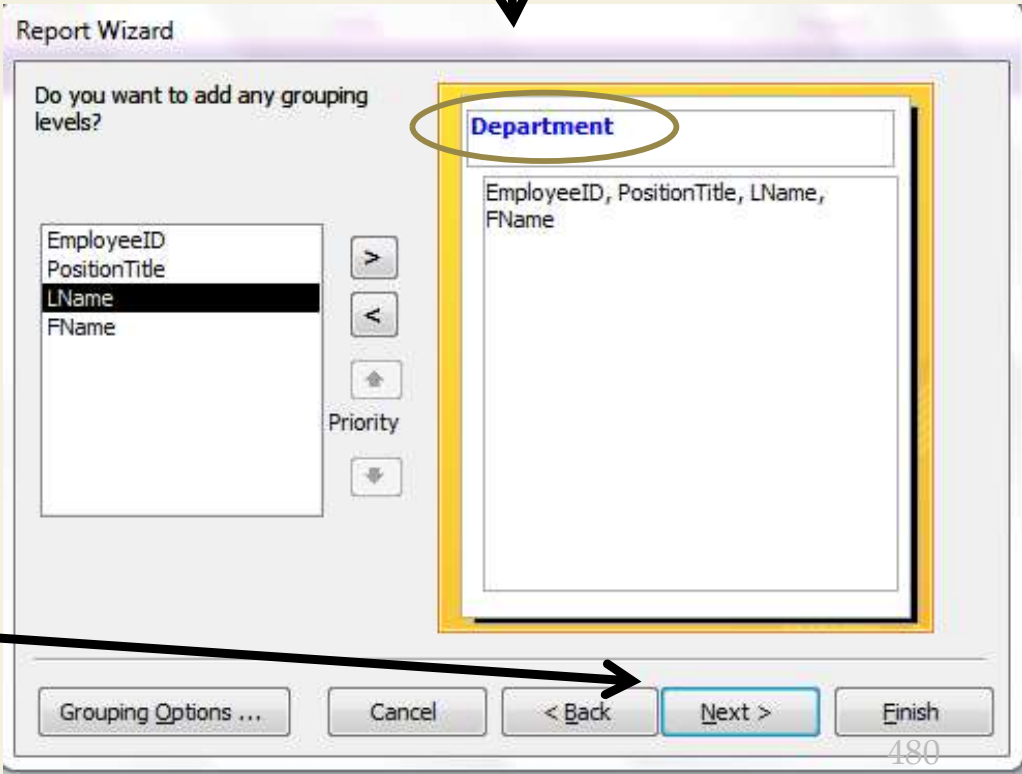 Report Wizard
Do you want to add any grouping
levels?
EmployeeID
PositionTitle
LName
FName
>
<
Priority
Department
EmployeeID, PositionTitle, LName,
FName
Grouping Options ...
Cancel
< Back
Next >
Finish
480